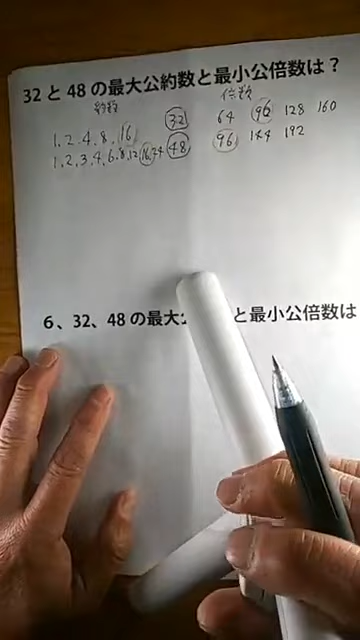 32と48の最大公約数と最小公倍数は？
約数 倍数
1, 2, 4, 8, 16 32 64 96 128 160
1, 2, 3, 4, 6, 8, 12 16, 24 48 96 144 192
6、32、48の最大 と最小公倍数は